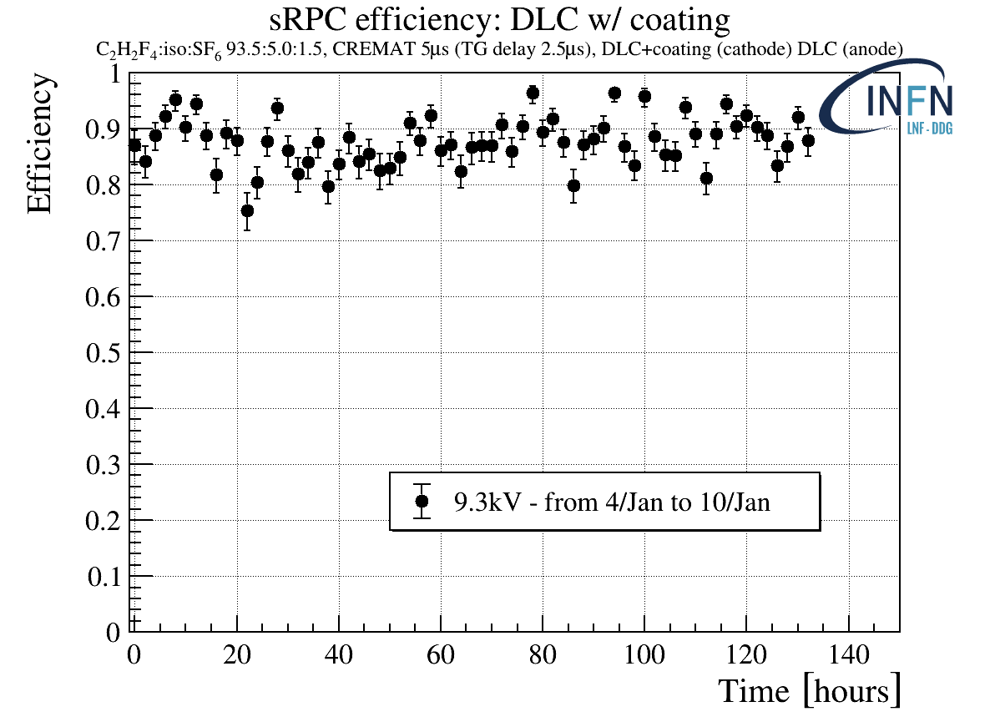 sRPC efficiency: DLC w/ coating
C₂H₂F₄:iso:SF₆ 93.5:5.0:1.5, CREMAT 5μs (TG delay 2.5μs), DLC+coating (cathode) DLC (anode)
INFN
LNF - DDG
Efficiency
1
0.9
0.8
0.7
0.6
0.5
0.4
0.3
0.2
0.1
0
9.3kV - from 4/Jan to 10/Jan
0 20 40 60 80 100 120 140
Time [hours]